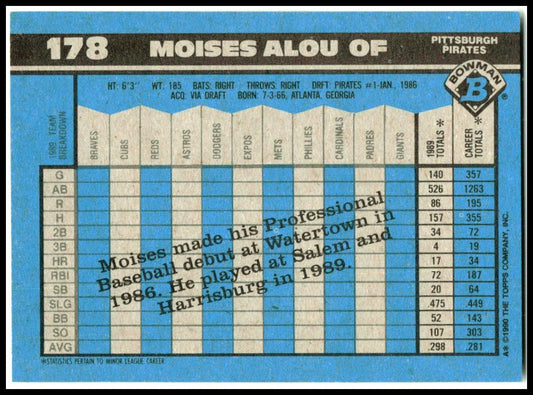 178 MOISES ALOU OF PITTSBURGH
PIRATES
HT: 6'3" WT: 185 BATS: RIGHT THROWS: RIGHT DRFT: PIRATES #1-JAN., 1986
ACQ: VIA DRAFT BORN: 7-3-66, ATLANTA, GEORGIA
BOWMAN
B
®
1989 TEAM
BREAKDOWN
BRAVES
CUBS
REDS
ASTROS
DODGERS
EXPOS
METS
PHILLIES
CARDINALS
PADRES
GIANTS
1989
TOTALS *
CAREER
TOTALS *
G 140 357
AB 526 1263
R 86 195
H 157 355
2B 34 72
3B 4 19
HR 17 34
RBI 72 187
SB 20 64
SLG .475 .449
BB 52 143
SO 107 303
AVG .298 .281
Moises made his Professional
Baseball debut at Watertown in
1986. He played at Salem and
Harrisburg in 1989.
*STATISTICS PERTAIN TO MINOR LEAGUE CAREER.
A® ©1990 THE TOPPS COMPANY, INC.